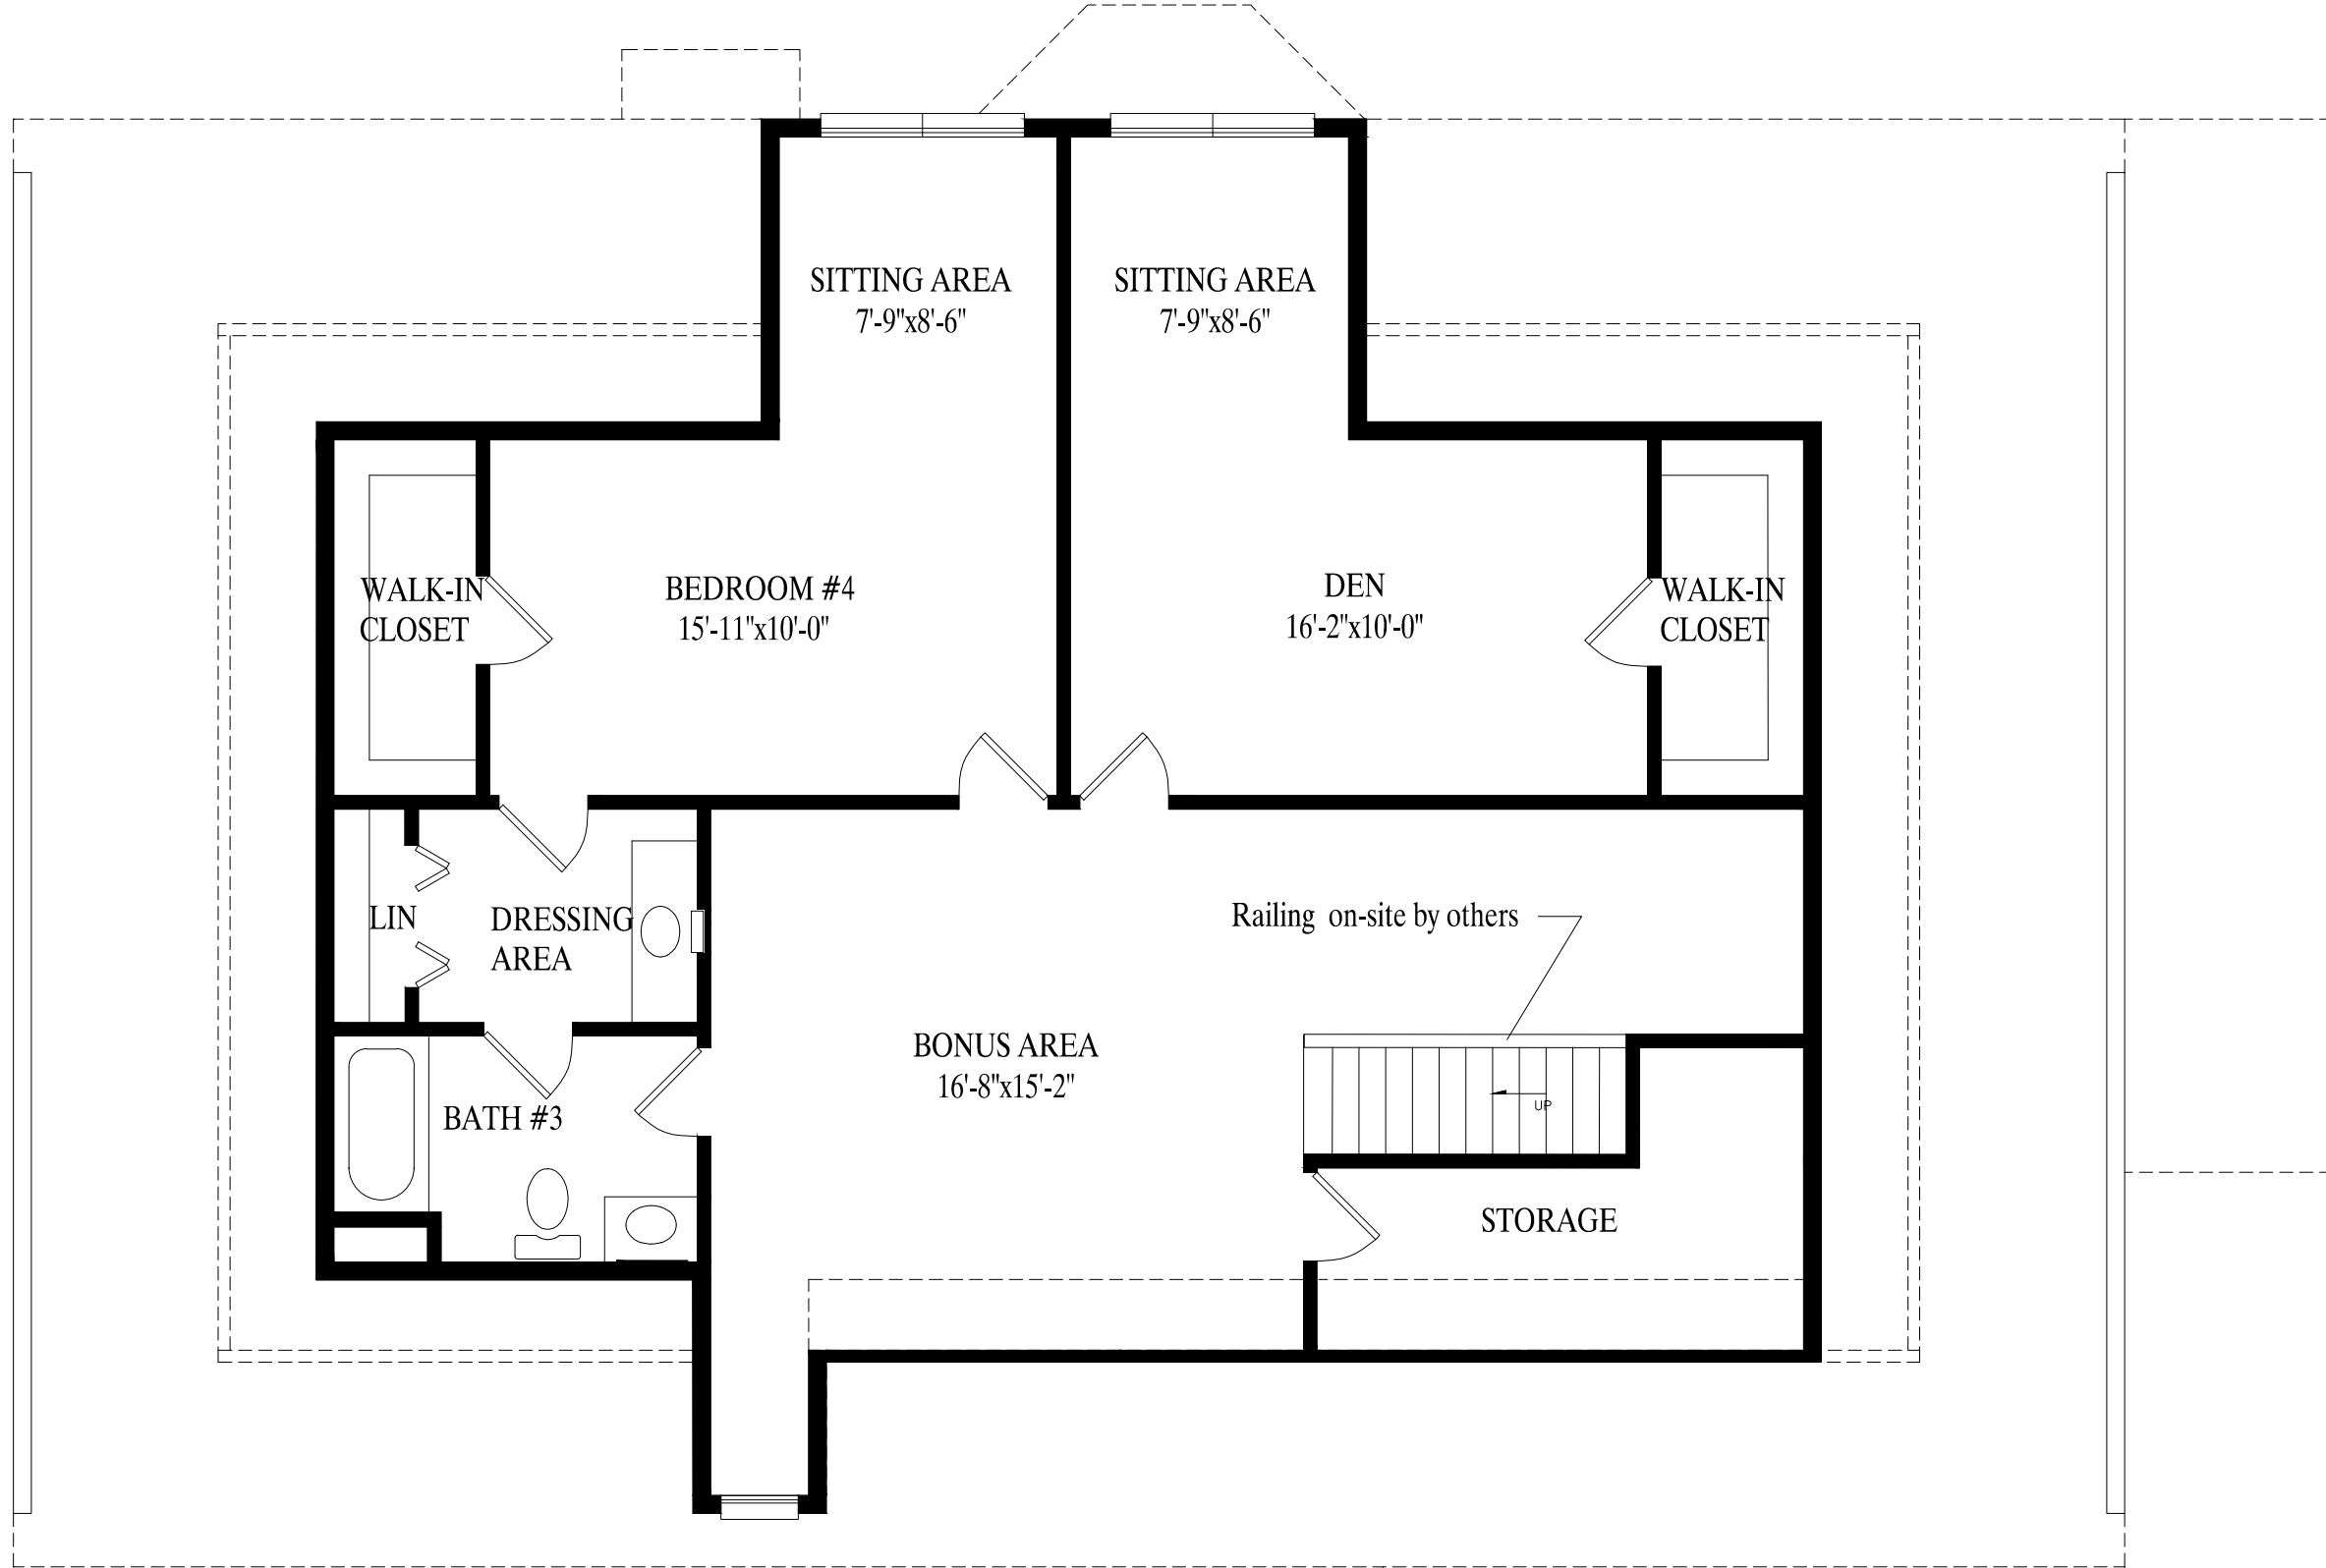 SITTING AREA
7'-9"x8'-6"
SITTING AREA
7'-9"x8'-6"
WALK-IN
CLOSET
BEDROOM #4
15'-11"x10'-0"
DEN
16'-2"x10'-0"
WALK-IN
CLOSET
LIN
DRESSING
AREA
Railing on-site by others
BONUS AREA
16'-8"x15'-2"
UP
BATH #3
STORAGE